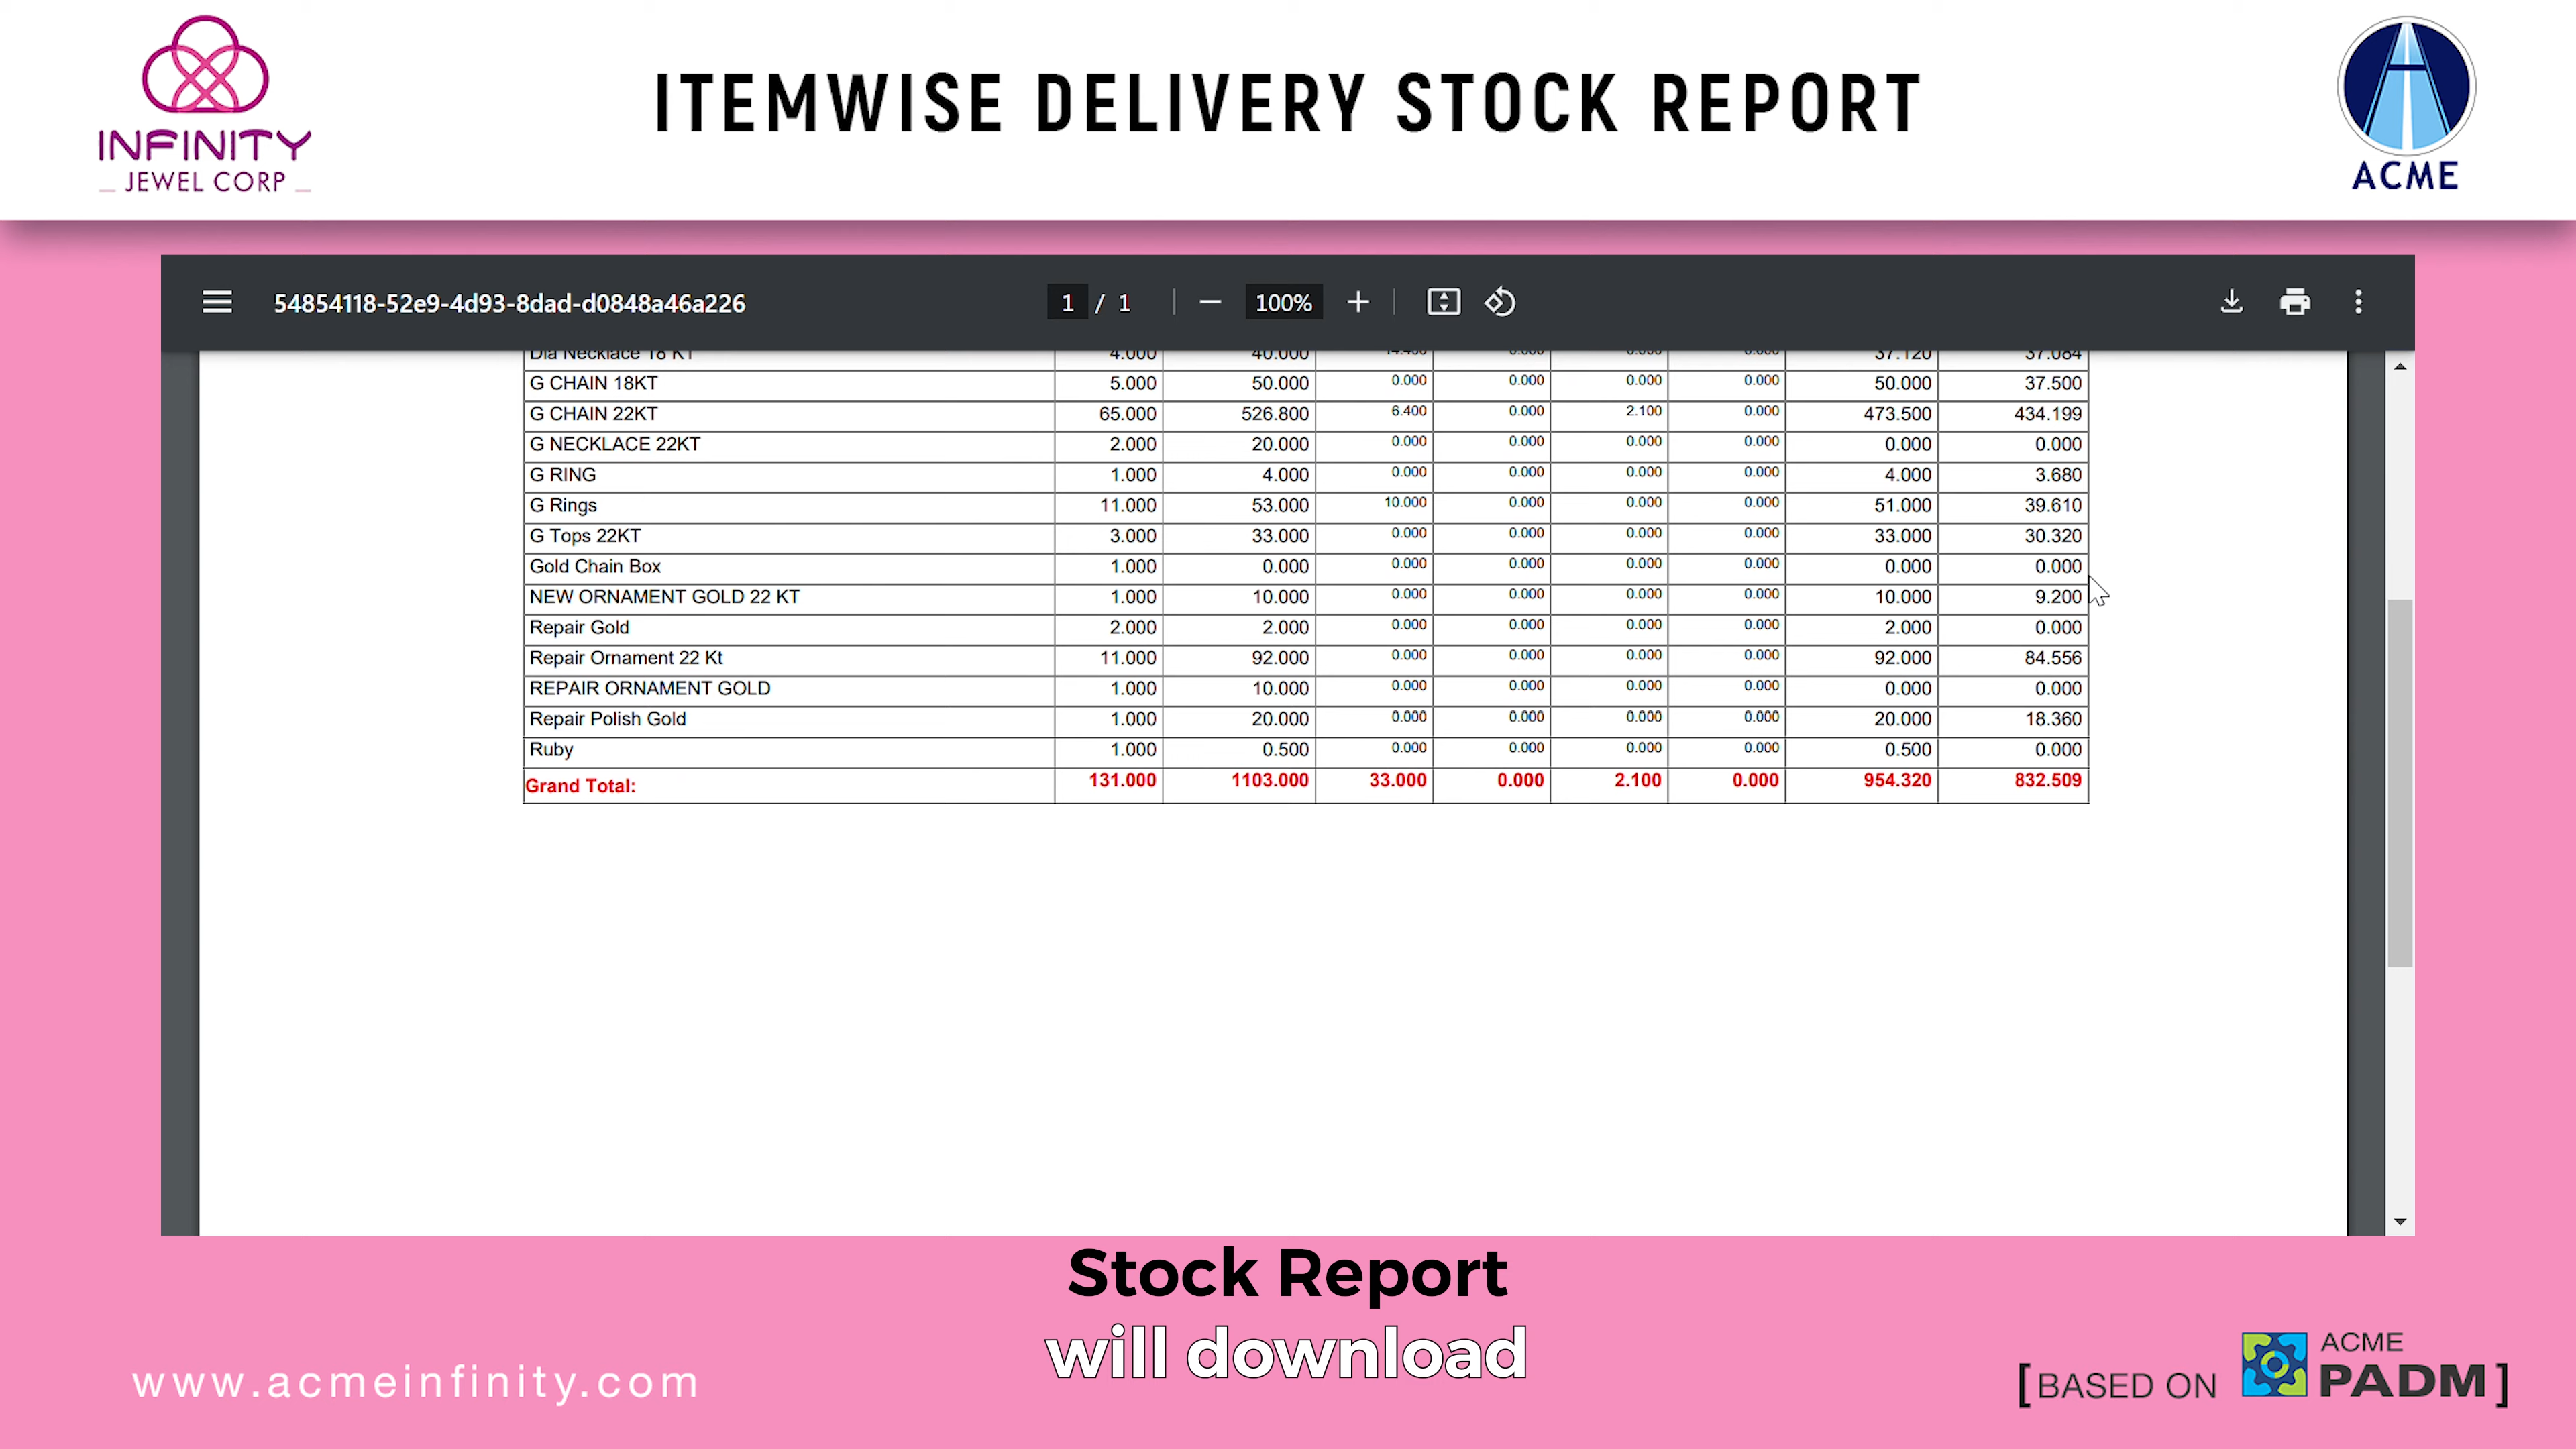 INFINITY
JEWEL CORP
ITEMWISE DELIVERY STOCK REPORT
ACME
54854118-52e9-4d93-8dad-d0848a46a226 1 / 1 100%
Dia Necklace 18 KT 4.000 40.000 37.120 37.084
G CHAIN 18KT 5.000 50.000 0.000 0.000 0.000 0.000 50.000 37.500
G CHAIN 22KT 65.000 526.800 6.400 0.000 2.100 0.000 473.500 434.199
G NECKLACE 22KT 2.000 20.000 0.000 0.000 0.000 0.000 0.000 0.000
G RING 1.000 4.000 0.000 0.000 0.000 0.000 4.000 3.680
G Rings 11.000 53.000 10.000 0.000 0.000 0.000 51.000 39.610
G Tops 22KT 3.000 33.000 0.000 0.000 0.000 0.000 33.000 30.320
Gold Chain Box 1.000 0.000 0.000 0.000 0.000 0.000 0.000 0.000
NEW ORNAMENT GOLD 22 KT 1.000 10.000 0.000 0.000 0.000 0.000 10.000 9.200
Repair Gold 2.000 2.000 0.000 0.000 0.000 0.000 2.000 0.000
Repair Ornament 22 Kt 11.000 92.000 0.000 0.000 0.000 0.000 92.000 84.556
REPAIR ORNAMENT GOLD 1.000 10.000 0.000 0.000 0.000 0.000 0.000 0.000
Repair Polish Gold 1.000 20.000 0.000 0.000 0.000 0.000 20.000 18.360
Ruby 1.000 0.500 0.000 0.000 0.000 0.000 0.500 0.000
Grand Total: 131.000 1103.000 33.000 0.000 2.100 0.000 954.320 832.509
Stock Report
will download
www.acmeinfinity.com
[BASED ON ACME PADM]